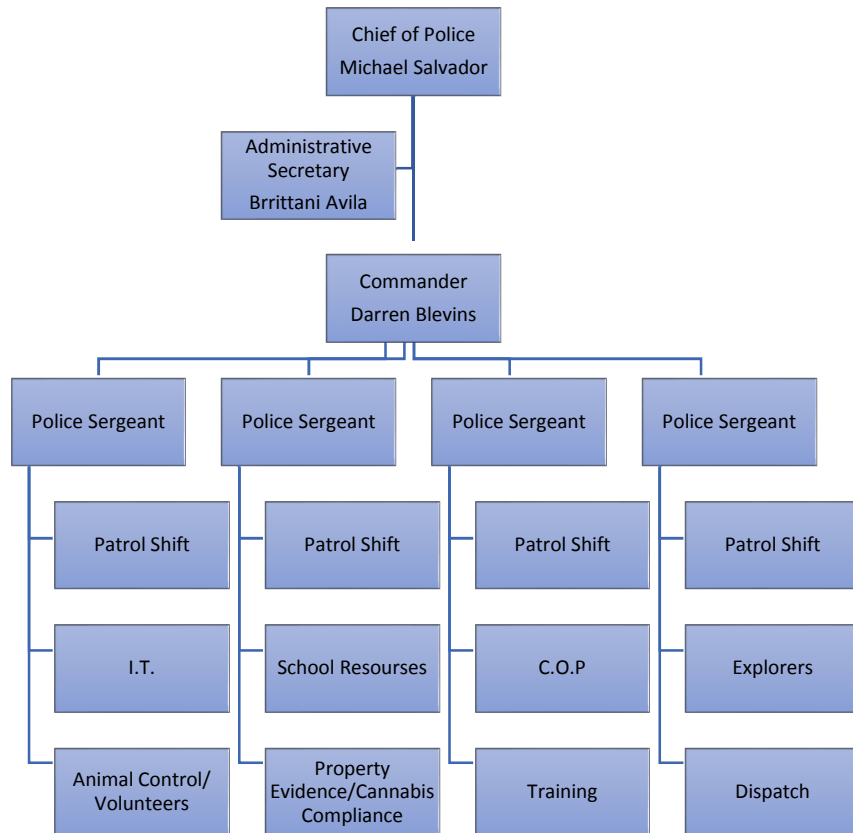 Chief of Police
Michael Salvador
Administrative
Secretary
Brrittani Avila
Commander
Darren Blevins
Police Sergeant
Police Sergeant
Police Sergeant
Police Sergeant
Patrol Shift
Patrol Shift
Patrol Shift
Patrol Shift
I.T.
School Resourses
C.O.P
Explorers
Animal Control/
Volunteers
Property
Evidence/Cannabis
Compliance
Training
Dispatch